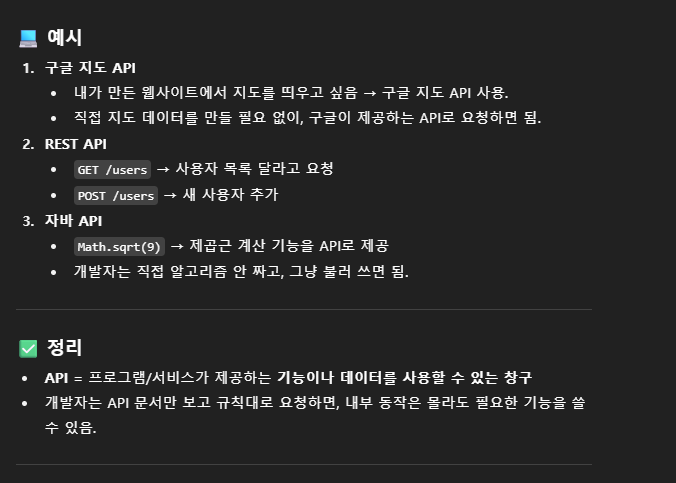 💻 예시
1. 구글 지도 API
• 내가 만든 웹사이트에서 지도를 띄우고 싶음 → 구글 지도 API 사용.
• 직접 지도 데이터를 만들 필요 없이, 구글이 제공하는 API로 요청하면 됨.
2. REST API
• GET /users → 사용자 목록 달라고 요청
• POST /users → 새 사용자 추가
3. 자바 API
• Math.sqrt(9) → 제곱근 계산 기능을 API로 제공
• 개발자는 직접 알고리즘 안 짜고, 그냥 불러 쓰면 됨.
✅ 정리
• API = 프로그램/서비스가 제공하는 기능이나 데이터를 사용할 수 있는 창구
• 개발자는 API 문서만 보고 규칙대로 요청하면, 내부 동작은 몰라도 필요한 기능을 쓸
수 있음.